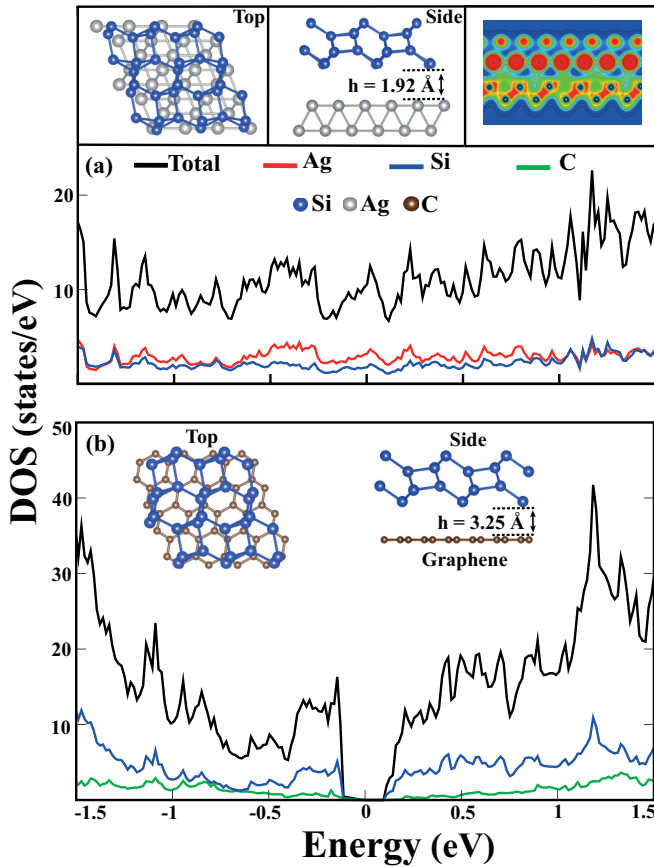 Top
Side
h = 1.92 Å
(a)
Total
Ag
Si
C
Si
Ag
C
20
10
DOS (states/eV)
50
40
30
20
10
(b)
Top
Side
h = 3.25 Å
Graphene
-1.5
-1
-0.5
0
0.5
1
1.5
Energy (eV)